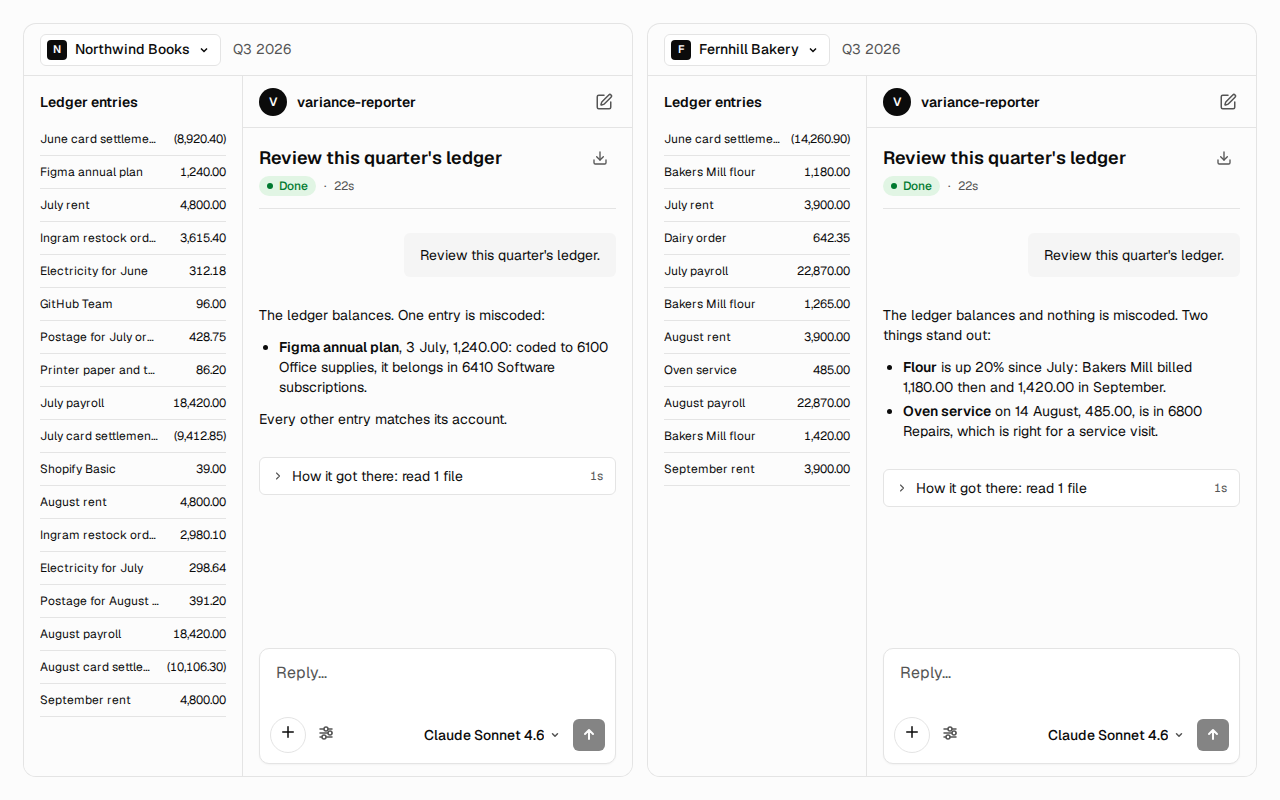 N Northwind Books Q3 2026
Ledger entries
June card settleme… (8,920.40)
Figma annual plan 1,240.00
July rent 4,800.00
Ingram restock ord… 3,615.40
Electricity for June 312.18
GitHub Team 96.00
Postage for July or… 428.75
Printer paper and t… 86.20
July payroll 18,420.00
July card settlemen… (9,412.85)
Shopify Basic 39.00
August rent 4,800.00
Ingram restock ord… 2,980.10
Electricity for July 298.64
Postage for August … 391.20
August payroll 18,420.00
August card settle… (10,106.30)
September rent 4,800.00
V variance-reporter
Review this quarter's ledger
Done · 22s
Review this quarter's ledger.
The ledger balances. One entry is miscoded:
• Figma annual plan, 3 July, 1,240.00: coded to 6100
Office supplies, it belongs in 6410 Software
subscriptions.
Every other entry matches its account.
How it got there: read 1 file 1s
Reply…
Claude Sonnet 4.6
F Fernhill Bakery Q3 2026
Ledger entries
June card settleme… (14,260.90)
Bakers Mill flour 1,180.00
July rent 3,900.00
Dairy order 642.35
July payroll 22,870.00
Bakers Mill flour 1,265.00
August rent 3,900.00
Oven service 485.00
August payroll 22,870.00
Bakers Mill flour 1,420.00
September rent 3,900.00
V variance-reporter
Review this quarter's ledger
Done · 22s
Review this quarter's ledger.
The ledger balances and nothing is miscoded. Two
things stand out:
• Flour is up 20% since July: Bakers Mill billed
1,180.00 then and 1,420.00 in September.
• Oven service on 14 August, 485.00, is in 6800
Repairs, which is right for a service visit.
How it got there: read 1 file 1s
Reply…
Claude Sonnet 4.6